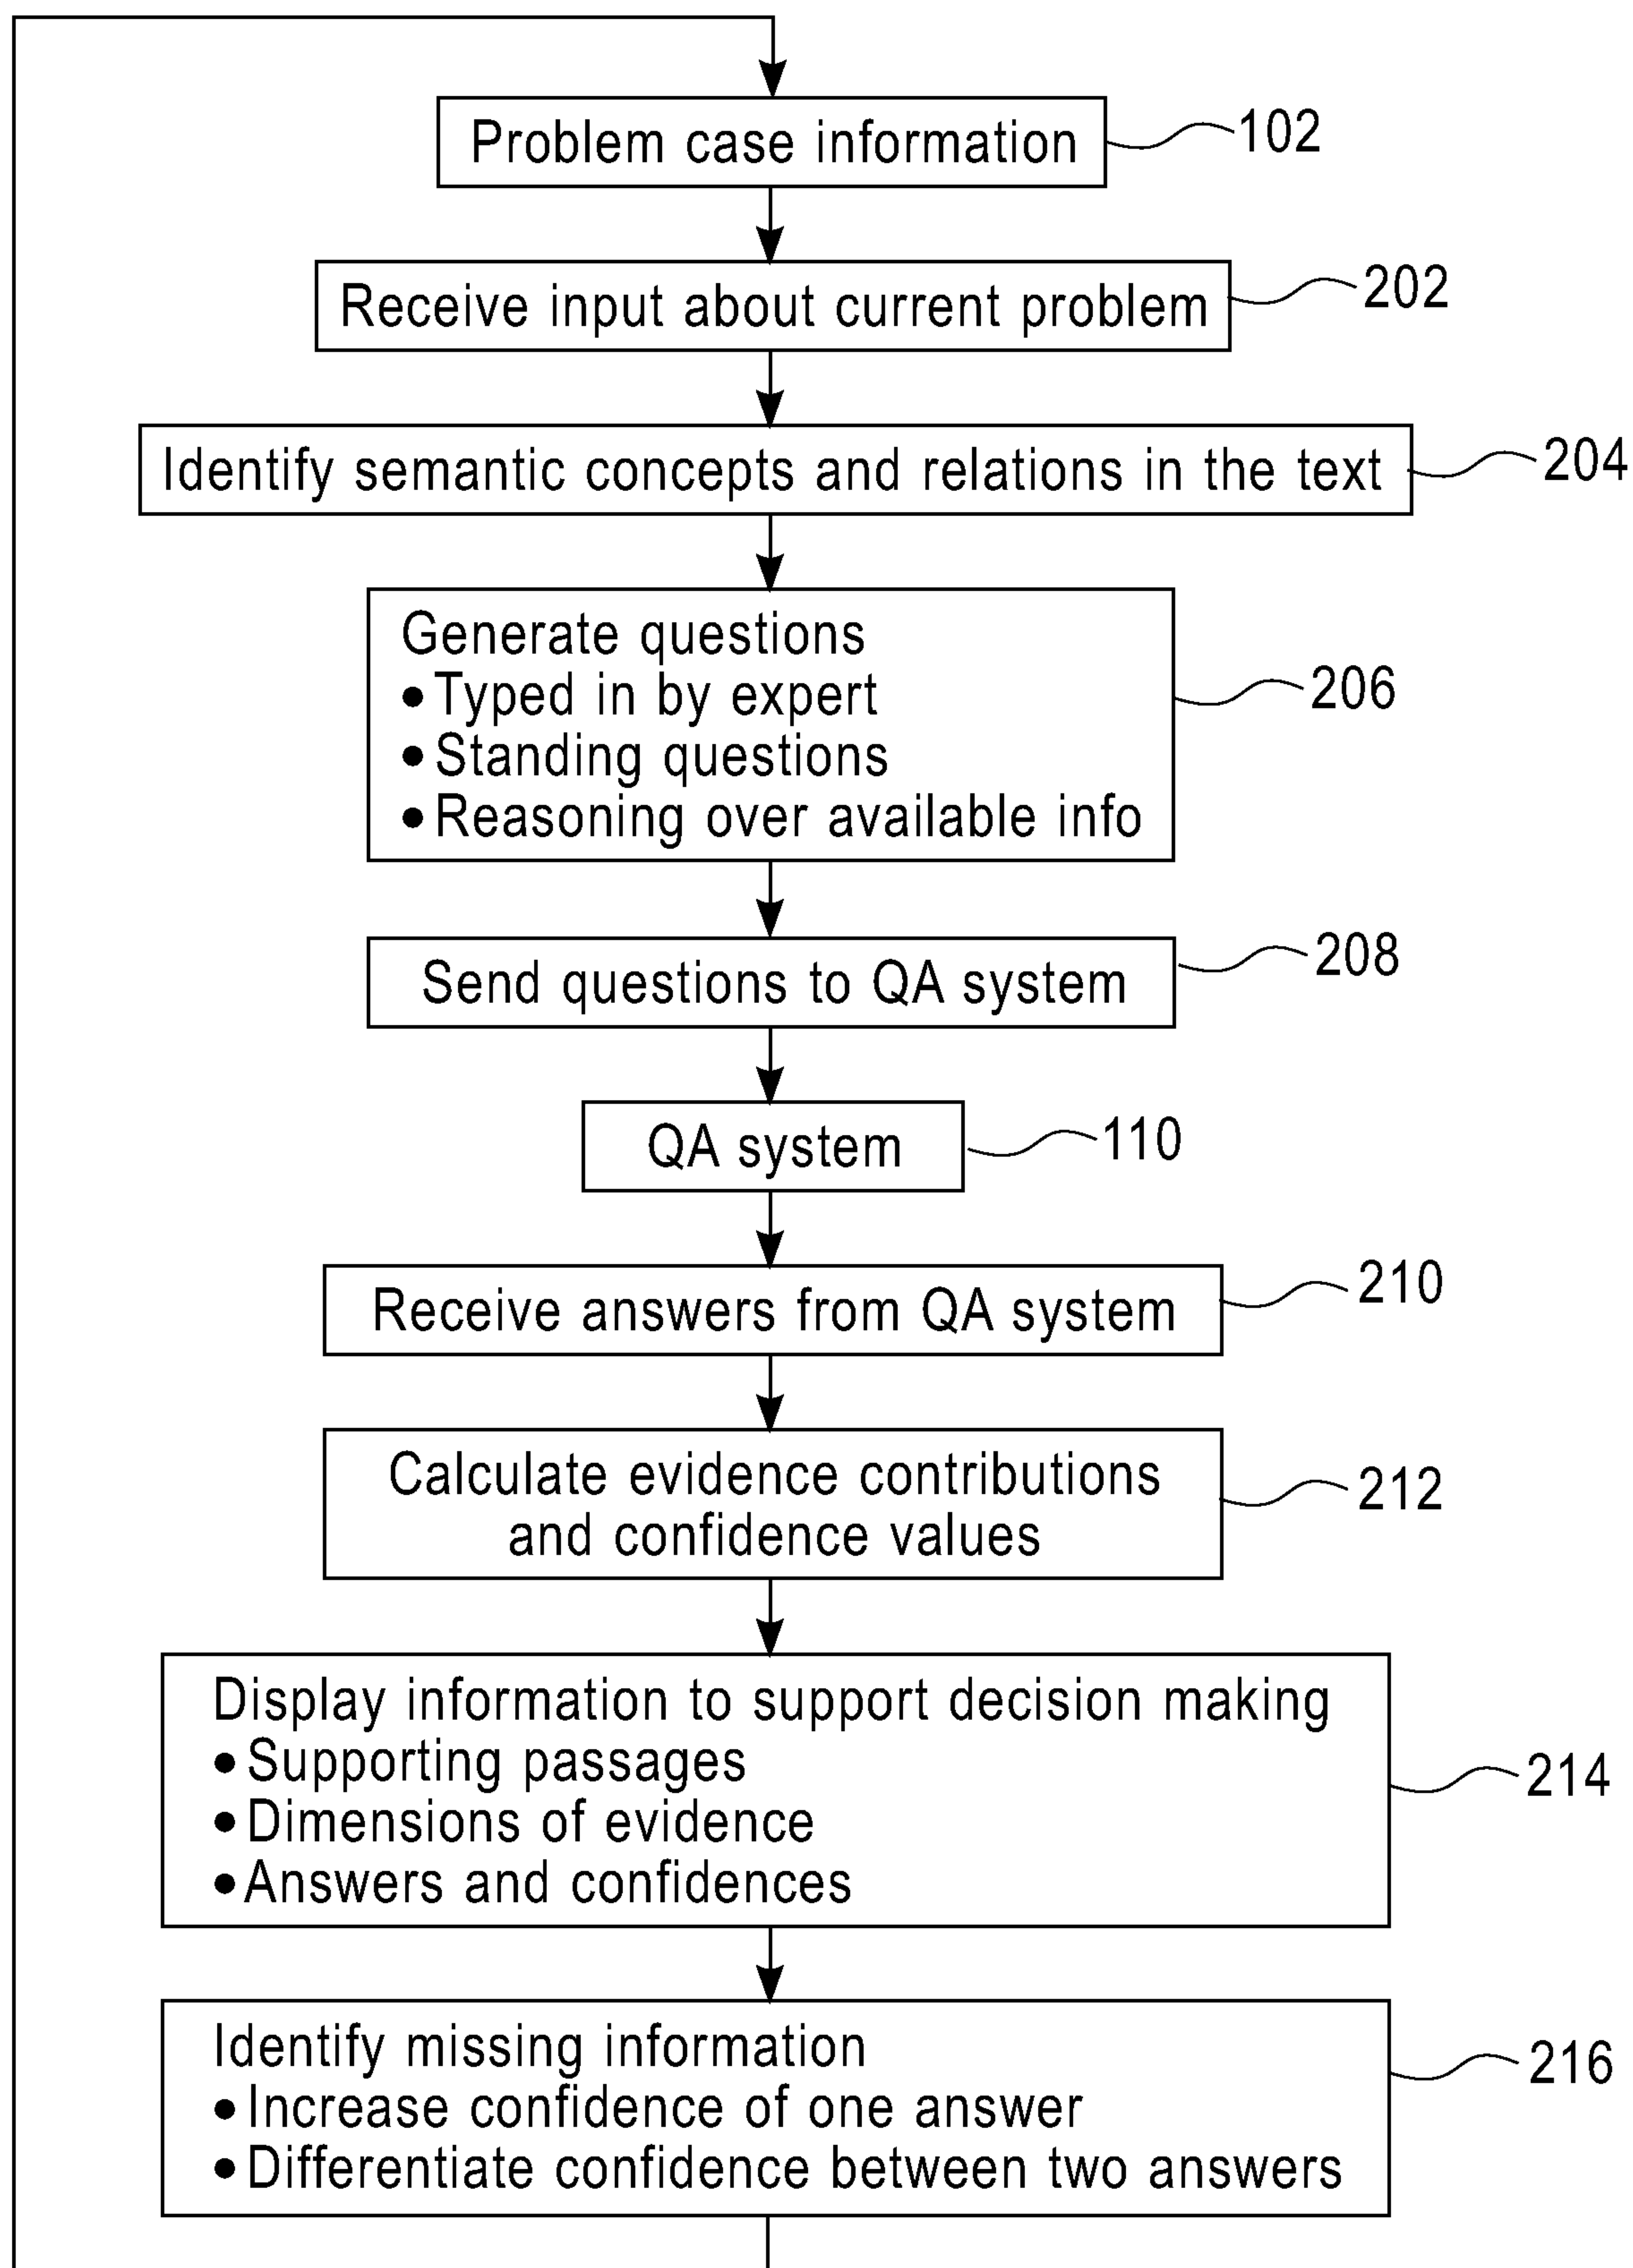 Problem case information
102
Receive input about current problem
202
Identify semantic concepts and relations in the text
204
Generate questions
• Typed in by expert
• Standing questions
• Reasoning over available info
206
Send questions to QA system
208
QA system
110
Receive answers from QA system
210
Calculate evidence contributions
and confidence values
212
Display information to support decision making
• Supporting passages
• Dimensions of evidence
• Answers and confidences
214
Identify missing information
• Increase confidence of one answer
• Differentiate confidence between two answers
216